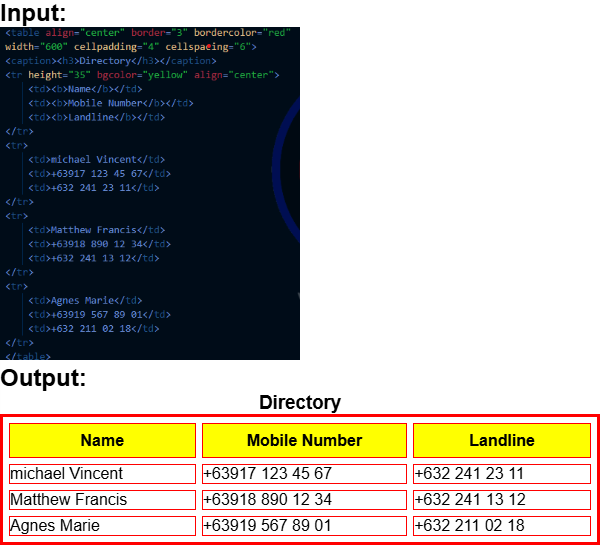 Input:
<table align="center" border="3" bordercolor="red"
width="600" cellpadding="4" cellspacing="6">
<caption><h3>Directory</h3></caption>
<tr height="35" bgcolor="yellow" align="center">
<td><b>Name</b></td>
<td><b>Mobile Number</b></td>
<td><b>Landline</b></td>
</tr>
<tr>
<td>michael Vincent</td>
<td>+63917 123 45 67</td>
<td>+632 241 23 11</td>
</tr>
<tr>
<td>Matthew Francis</td>
<td>+63918 890 12 34</td>
<td>+632 241 13 12</td>
</tr>
<tr>
<td>Agnes Marie</td>
<td>+63919 567 89 01</td>
<td>+632 211 02 18</td>
</tr>
</table>
Output:
Directory
Name Mobile Number Landline
michael Vincent +63917 123 45 67 +632 241 23 11
Matthew Francis +63918 890 12 34 +632 241 13 12
Agnes Marie +63919 567 89 01 +632 211 02 18